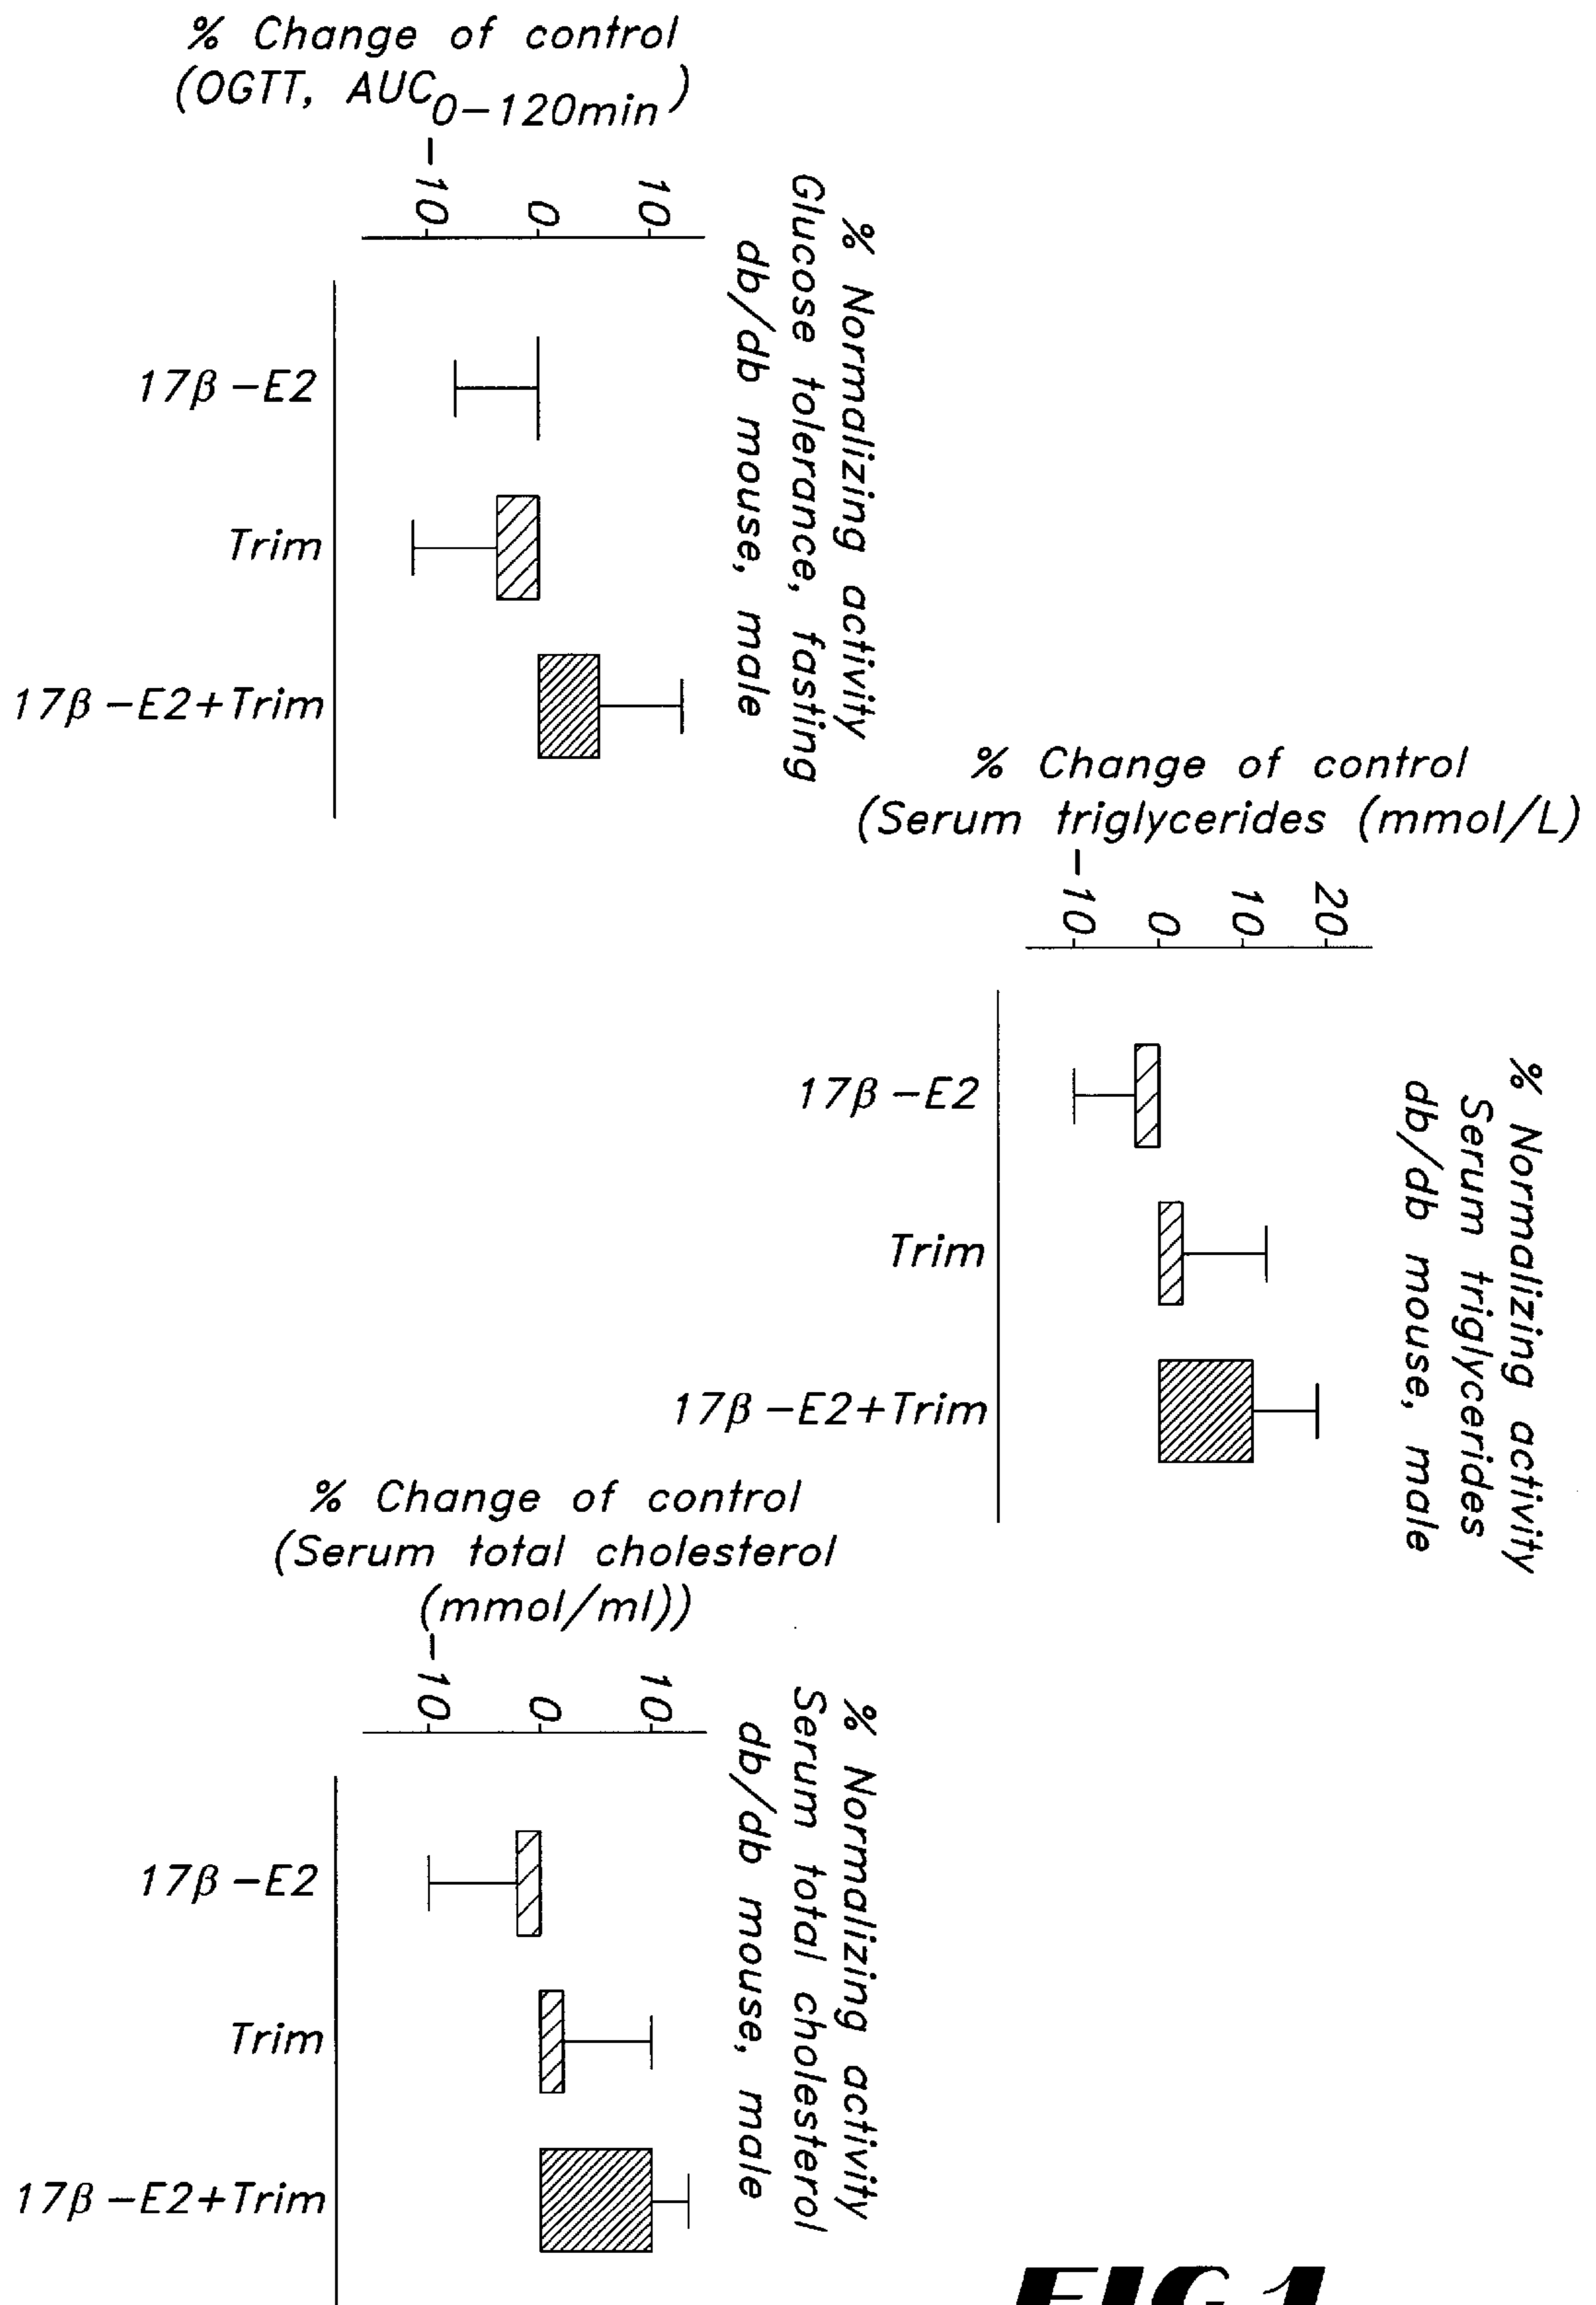 % Change of control
(OGTT, AUC0-120min)
-10
0
10
% Normalizing activity
Glucose tolerance, fasting
db/db mouse, male
17β-E2
Trim
17β-E2+Trim
% Change of control
(Serum triglycerides (mmol/L)
-10
0
10
20
% Normalizing activity
Serum triglycerides
db/db mouse, male
17β-E2
Trim
17β-E2+Trim
% Change of control
(Serum total cholesterol
(mmol/ml))
-10
0
10
% Normalizing activity
Serum total cholesterol
db/db mouse, male
17β-E2
Trim
17β-E2+Trim
FIG.1